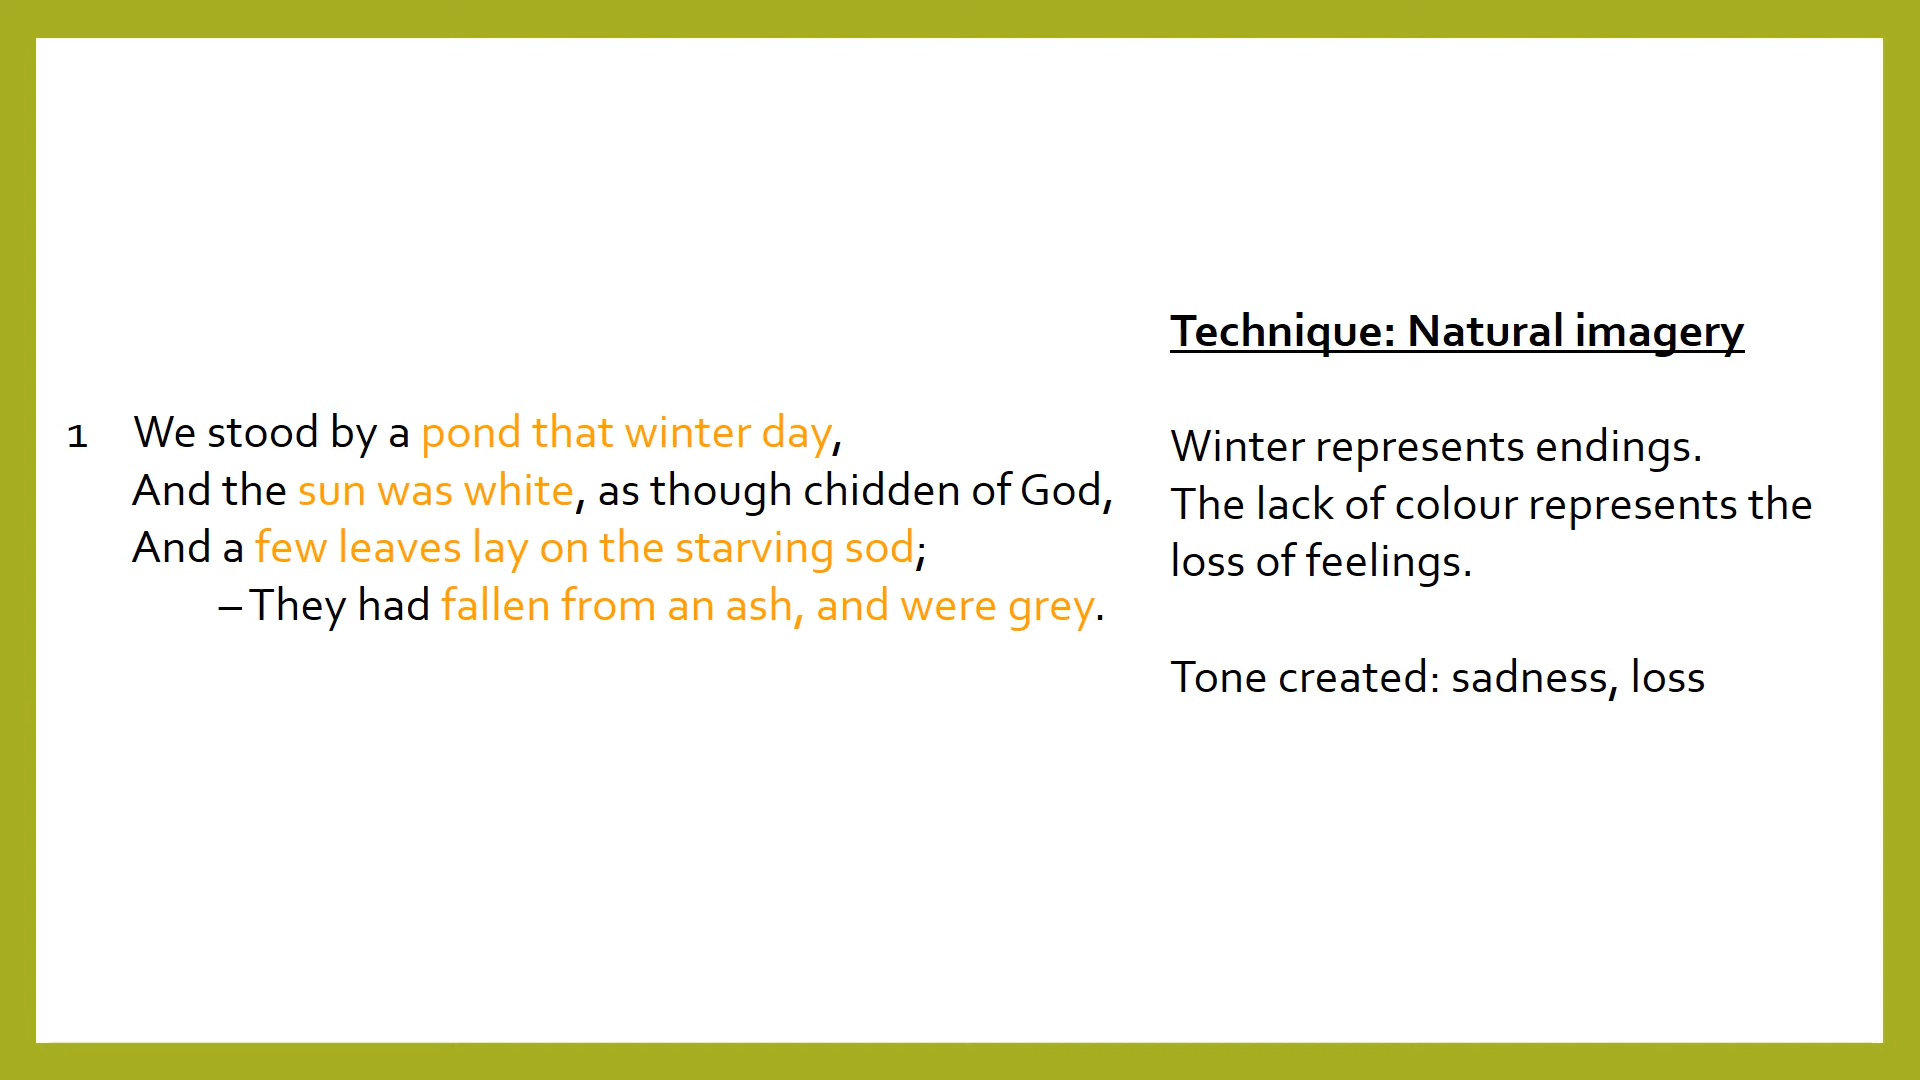 1 We stood by a pond that winter day,
And the sun was white, as though chidden of God,
And a few leaves lay on the starving sod;
– They had fallen from an ash, and were grey.
Technique: Natural imagery
Winter represents endings.
The lack of colour represents the
loss of feelings.
Tone created: sadness, loss